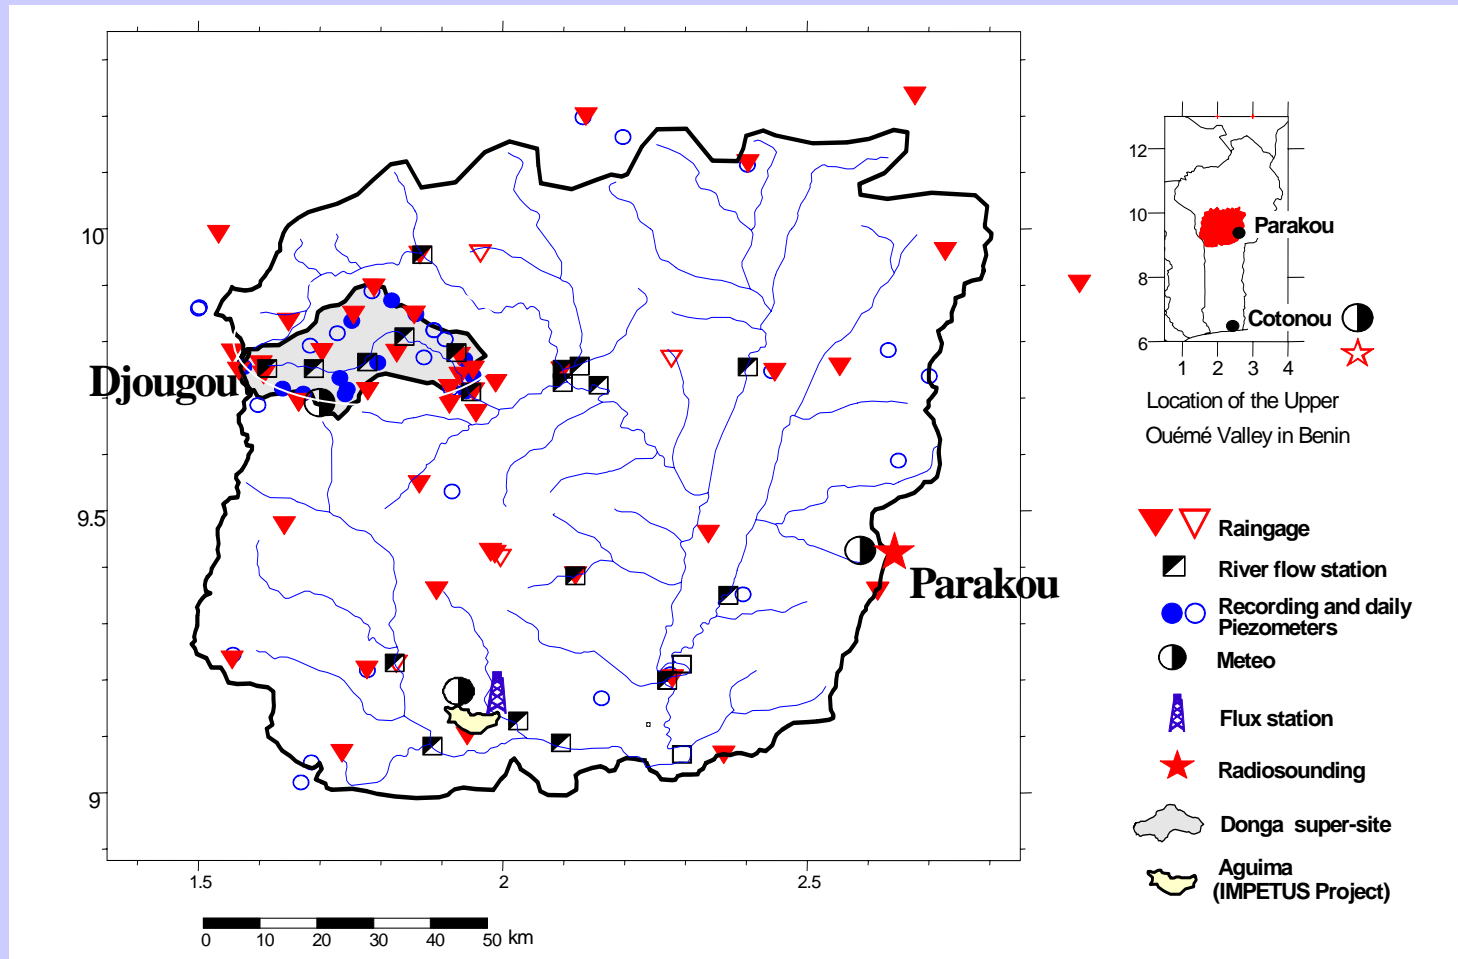 10
9.5
9
1.5
2
2.5
Djougou
Parakou
0 10 20 30 40 50 km
12
10
8
6
1 2 3 4
Parakou
Cotonou
Location of the Upper
Ouémé Valley in Benin
Raingage
River flow station
Recording and daily
Piezometers
Meteo
Flux station
Radiosounding
Donga super-site
Aguima
(IMPETUS Project)